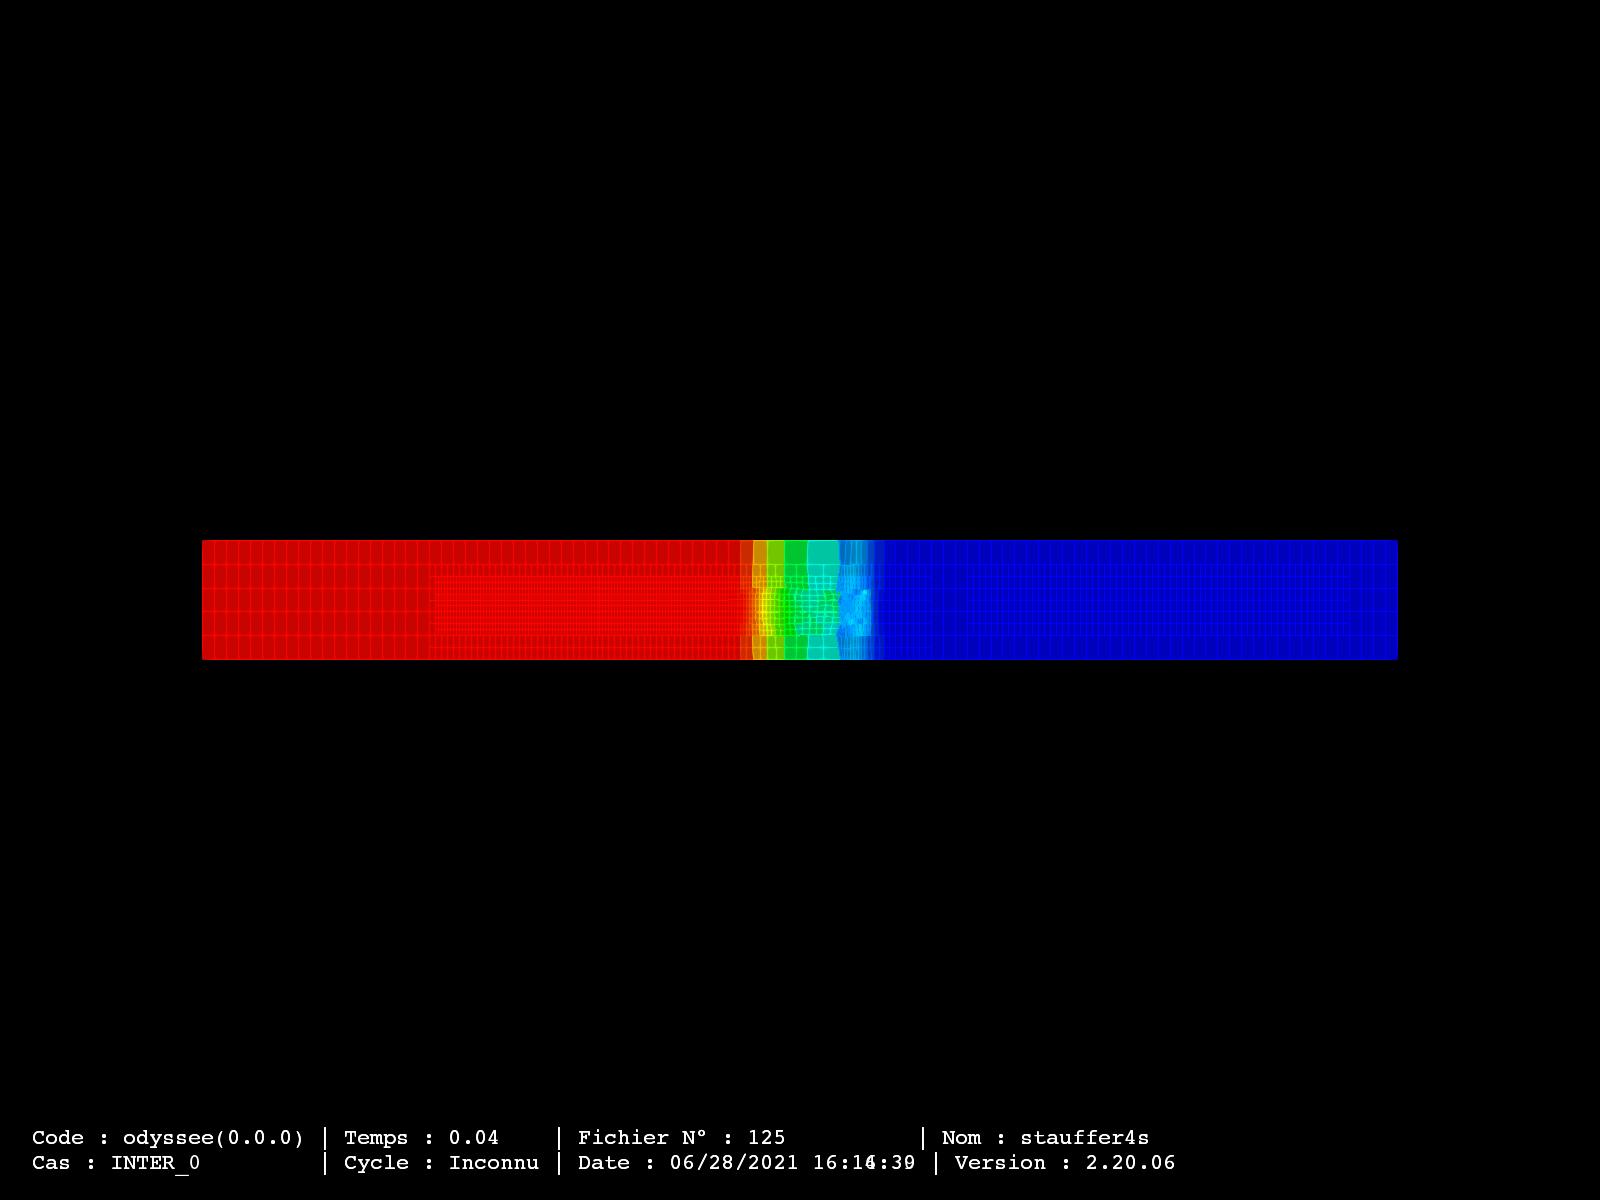 Code : odyssee(0.0.0) | Temps : 0.04 | Fichier N° : 125 | Nom : stauffer4s
Cas : INTER_0 | Cycle : Inconnu | Date : 06/28/2021 | Version : 2.20.06